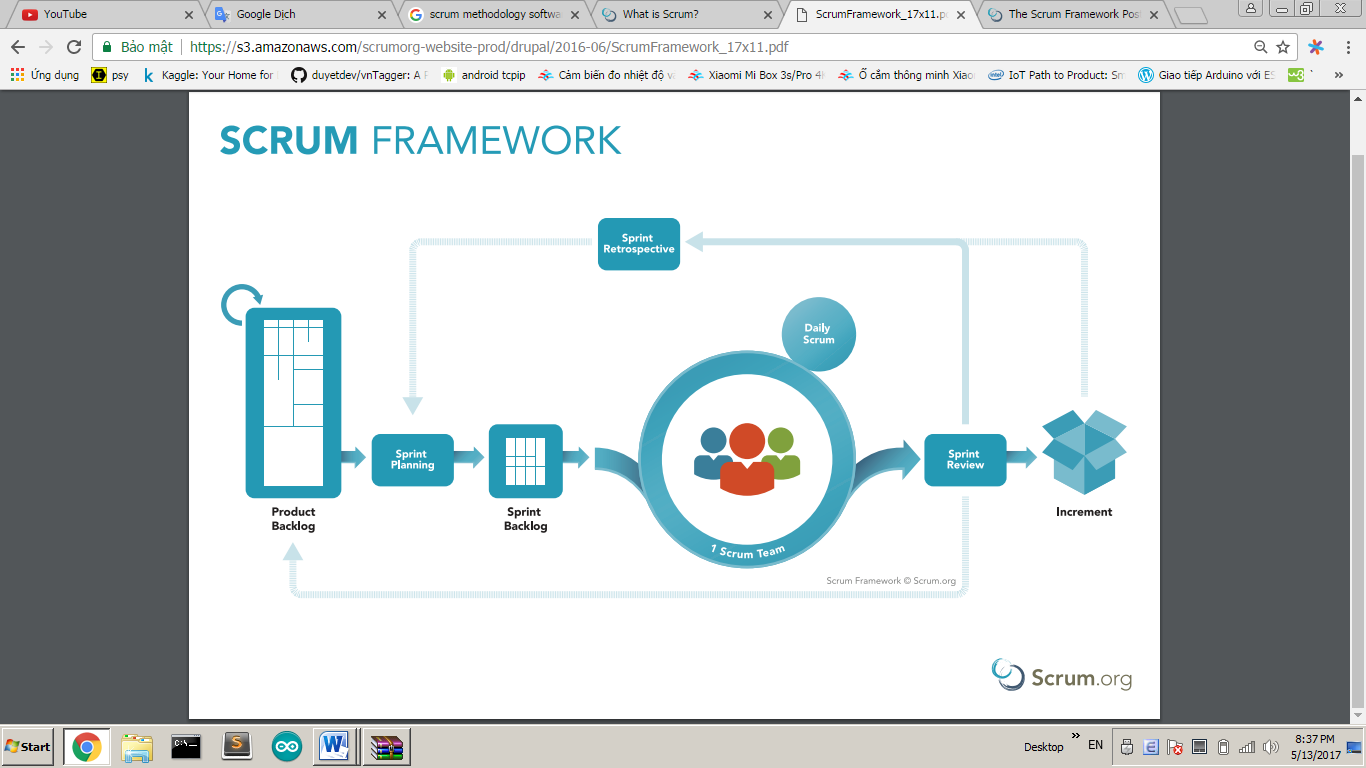 YouTube
Google Dịch
scrum methodology softwa
What is Scrum?
ScrumFramework_17x11.p
The Scrum Framework Pos
Bảo mật
https://s3.amazonaws.com/scrumorg-website-prod/drupal/2016-06/ScrumFramework_17x11.pdf
Ứng dụng
psy
Kaggle: Your Home for
duyetdev/vnTagger: A
android tcpip
Cảm biến đo nhiệt độ
Xiaomi Mi Box 3s/Pro
Ổ cắm thông minh Xiao
IoT Path to Product: Sm
Giao tiếp Arduino với ES
SCRUM FRAMEWORK
Sprint
Retrospective
Daily
Scrum
Sprint
Planning
Sprint
Review
Product
Backlog
Sprint
Backlog
Increment
1 Scrum Team
Scrum Framework © Scrum.org
Scrum.org
Start
Desktop
EN
8:37 PM
5/13/2017